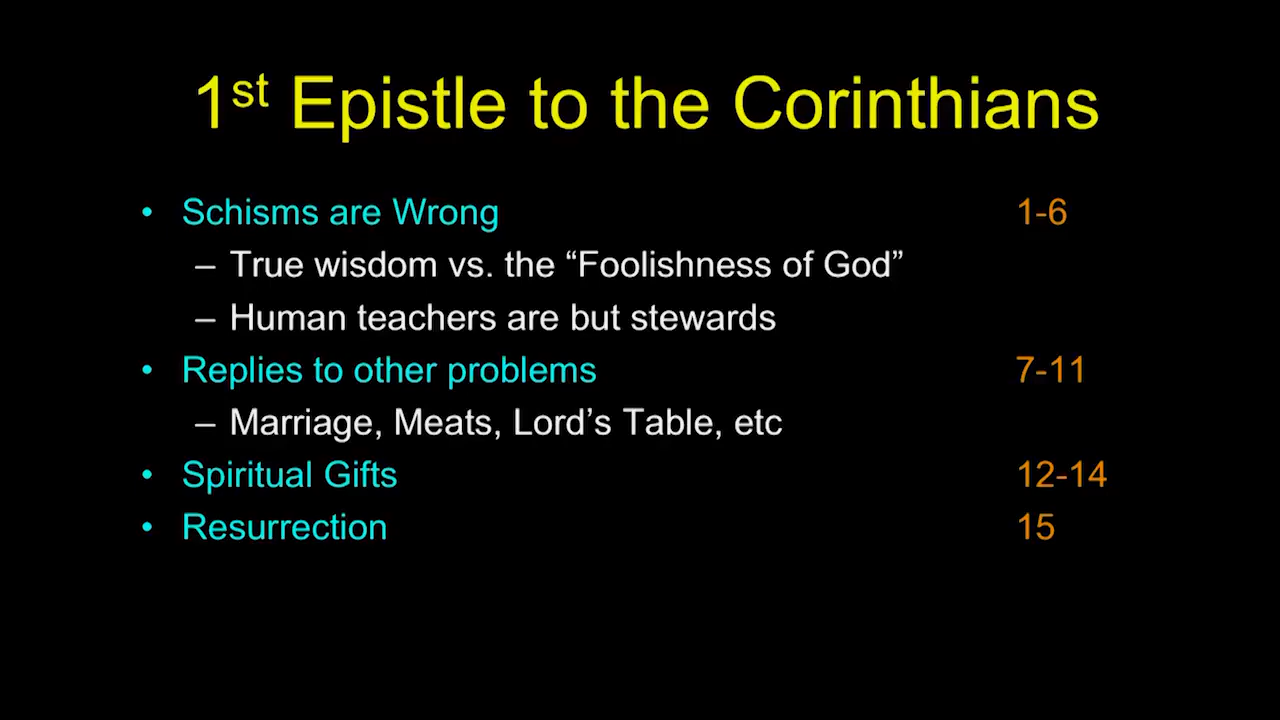 1st Epistle to the Corinthians
• Schisms are Wrong 1-6
– True wisdom vs. the “Foolishness of God”
– Human teachers are but stewards
• Replies to other problems 7-11
– Marriage, Meats, Lord’s Table, etc
• Spiritual Gifts 12-14
• Resurrection 15